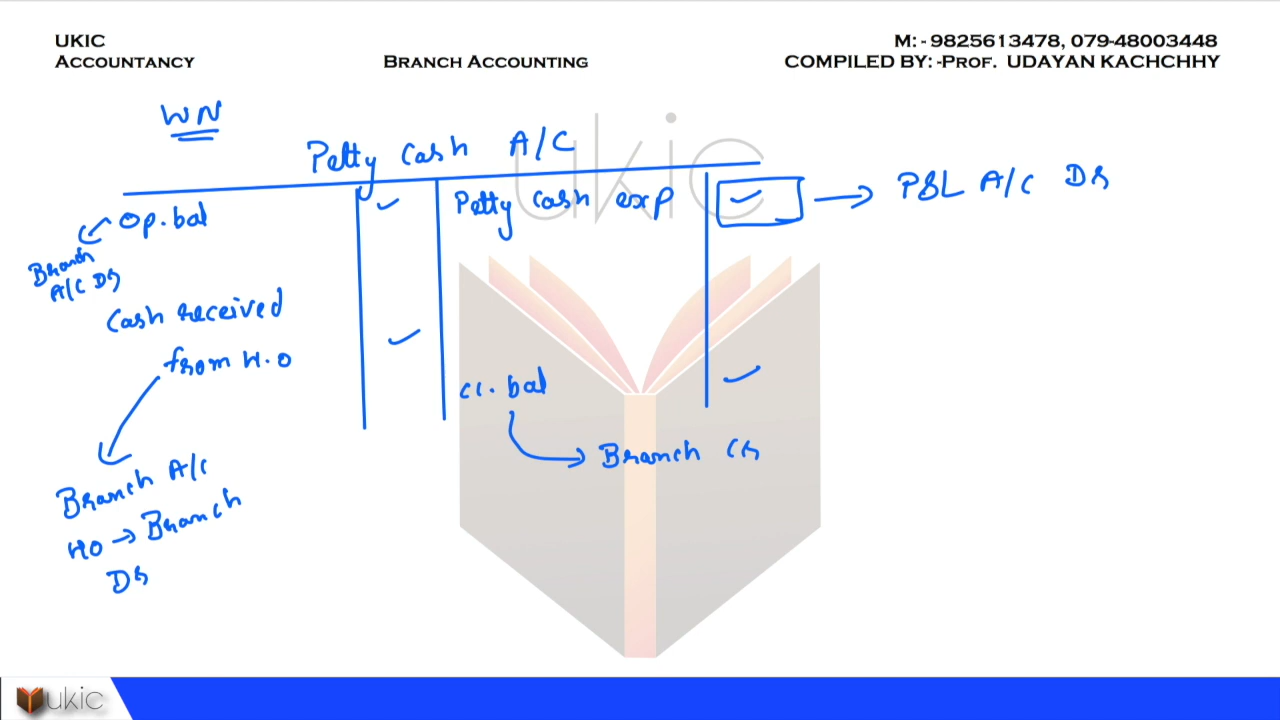 UKIC
ACCOUNTANCY
BRANCH ACCOUNTING
M: - 9825613478, 079-48003448
COMPILED BY: -PROF. UDAYAN KACHCHHY
WN
Petty Cash A/C
Op.bal
Petty Cash exp
P&L A/C Dr
Branch
A/C Dr
Cash received
from H.O
Cl. bal
Branch Cr
Branch A/C
HO → Branch
Dr
ukic
ukic